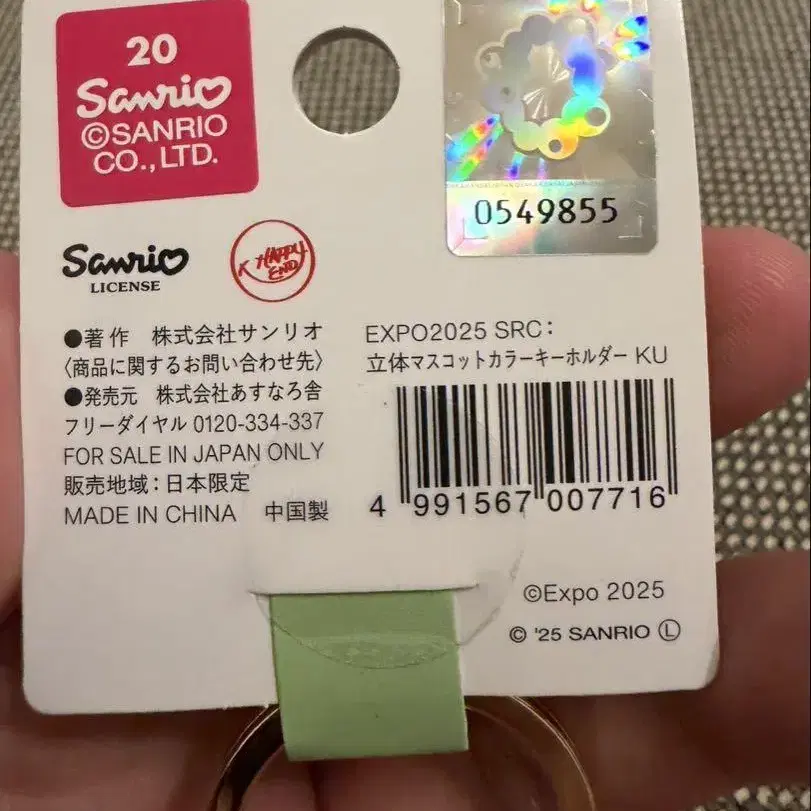 20
Sanrio
©SANRIO
CO.,LTD.
0549855
Sanrio
LICENSE
HAPPY
END
●著作 株式会社サンリオ
〈商品に関するお問い合わせ先〉
●発売元 株式会社あすなろ舎
フリーダイヤル 0120-334-337
FOR SALE IN JAPAN ONLY
販売地域：日本限定
MADE IN CHINA 中国製
EXPO2025 SRC：
立体マスコットカラーキーホルダー KU
4 991567 007716
©Expo 2025
© '25 SANRIO Ⓛ